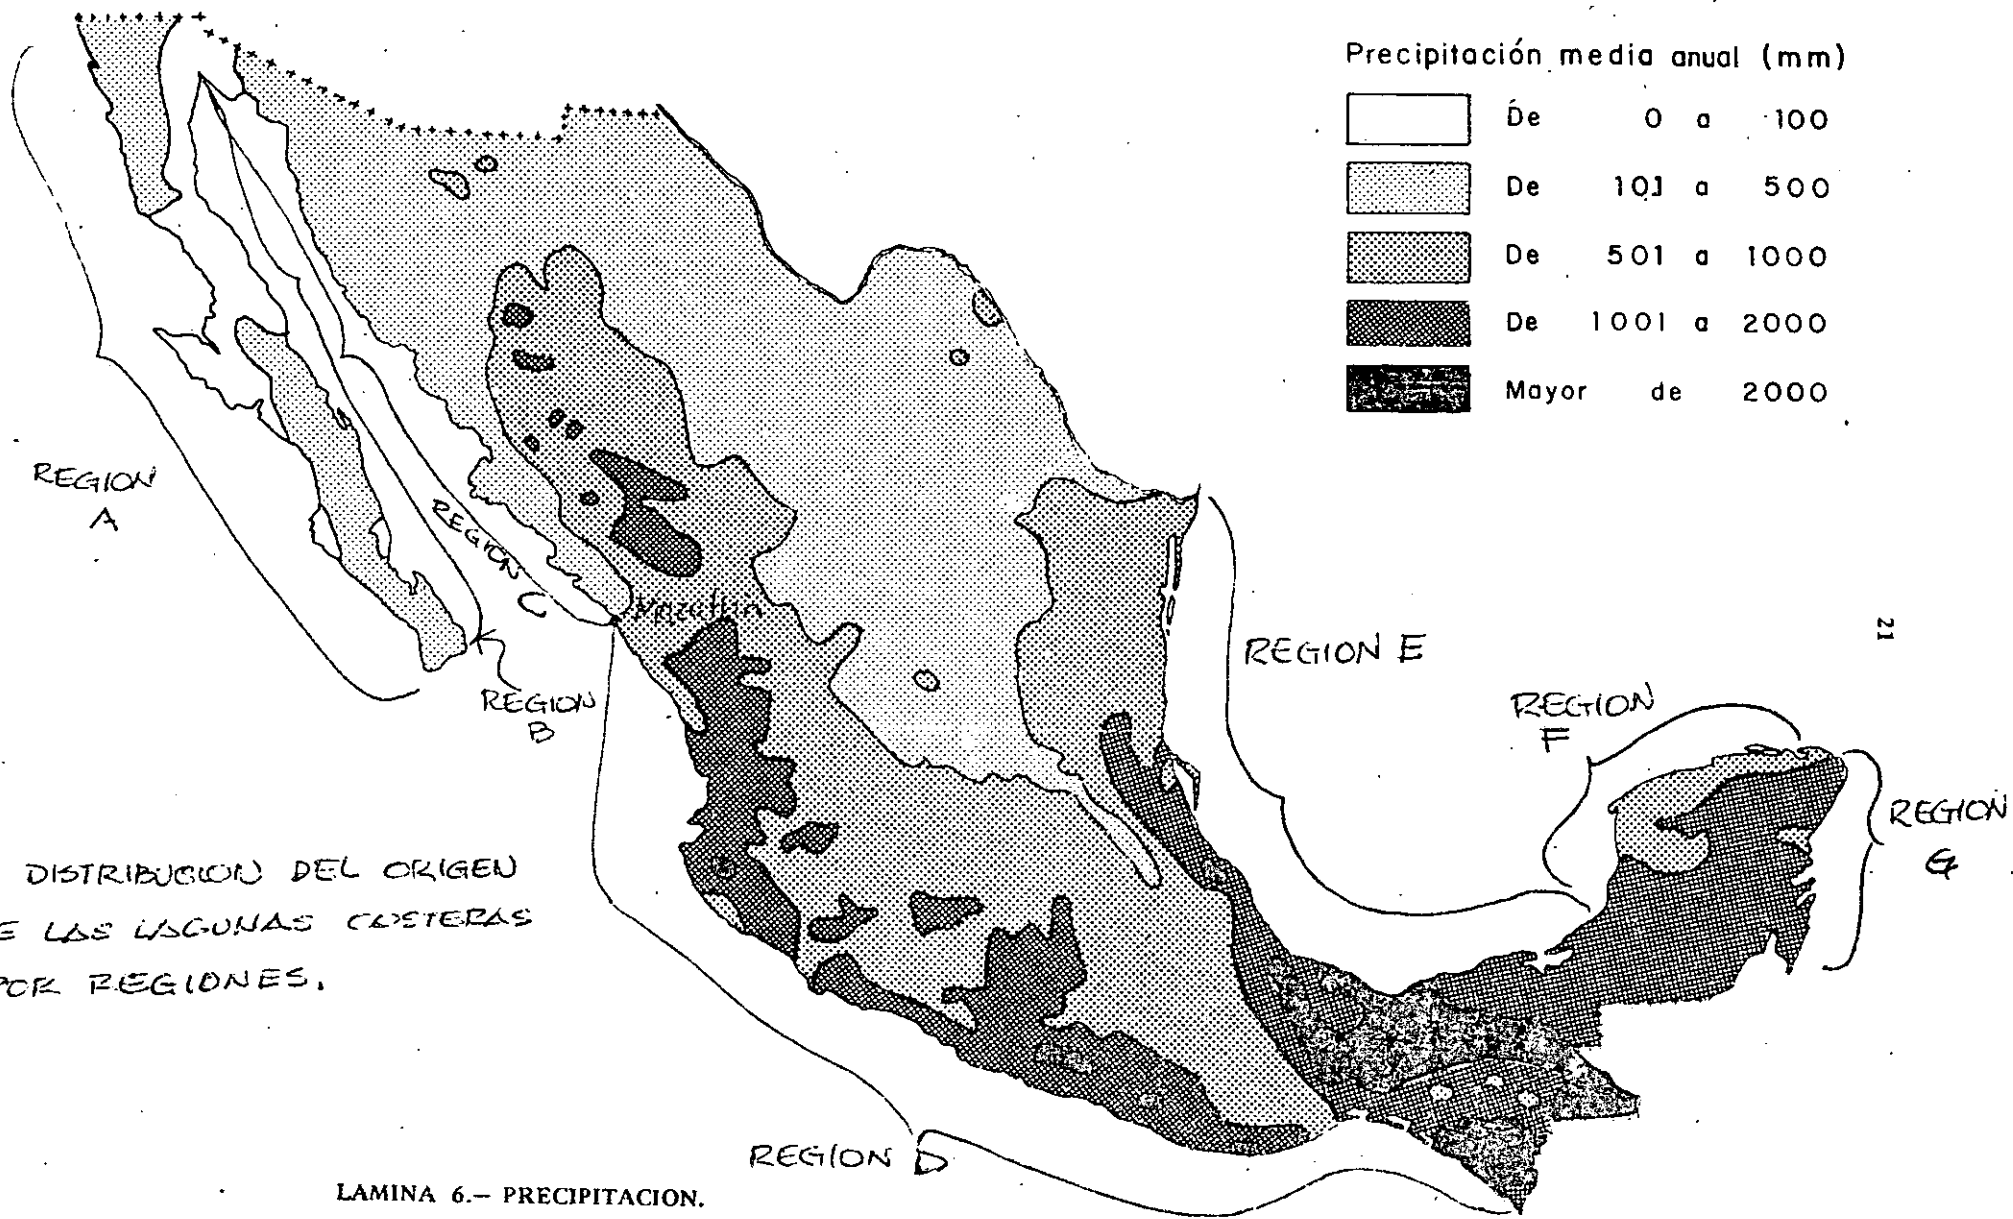 Precipitación media anual (mm)
De 0 a 100
De 101 a 500
De 501 a 1000
De 1001 a 2000
Mayor de 2000
REGION
A
REGION
C
Mazatlán
REGION
B
REGION E
21
REGION
F
REGION
G
DISTRIBUCION DEL ORIGEN
E LAS LAGUNAS COSTERAS
POR REGIONES.
REGION D
LAMINA 6.— PRECIPITACION.